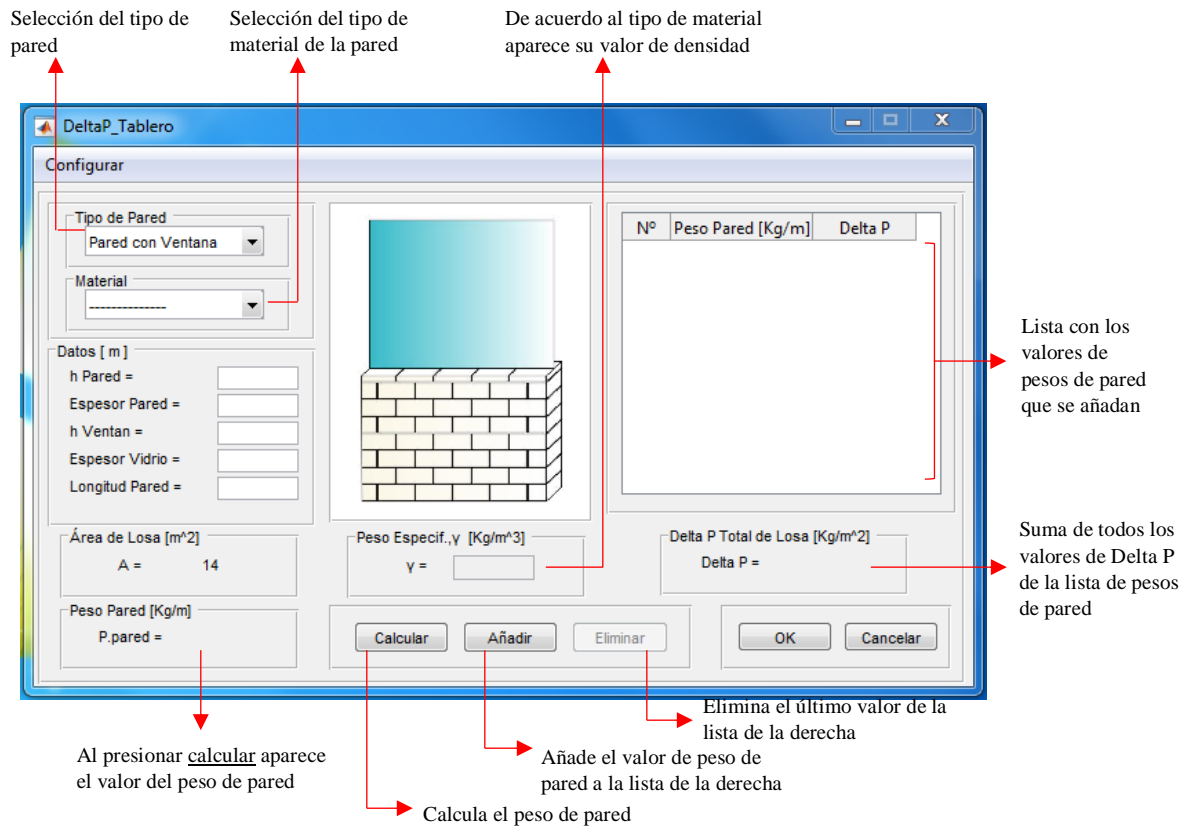 Selección del tipo de
pared
Selección del tipo de
material de la pared
De acuerdo al tipo de material
aparece su valor de densidad
DeltaP_Tablero
Configurar
Tipo de Pared
Pared con Ventana
Material
--------------
Datos [ m ]
h Pared =
Espesor Pared =
h Ventan =
Espesor Vidrio =
Longitud Pared =
Nº Peso Pared [Kg/m] Delta P
Lista con los
valores de
pesos de pared
que se añadan
Área de Losa [m^2]
A = 14
Peso Especif.,γ [Kg/m^3]
γ =
Delta P Total de Losa [Kg/m^2]
Delta P =
Suma de todos los
valores de Delta P
de la lista de pesos
de pared
Peso Pared [Kg/m]
P.pared =
Calcular Añadir Eliminar OK Cancelar
Elimina el último valor de la
lista de la derecha
Al presionar calcular aparece
el valor del peso de pared
Añade el valor de peso de
pared a la lista de la derecha
Calcula el peso de pared